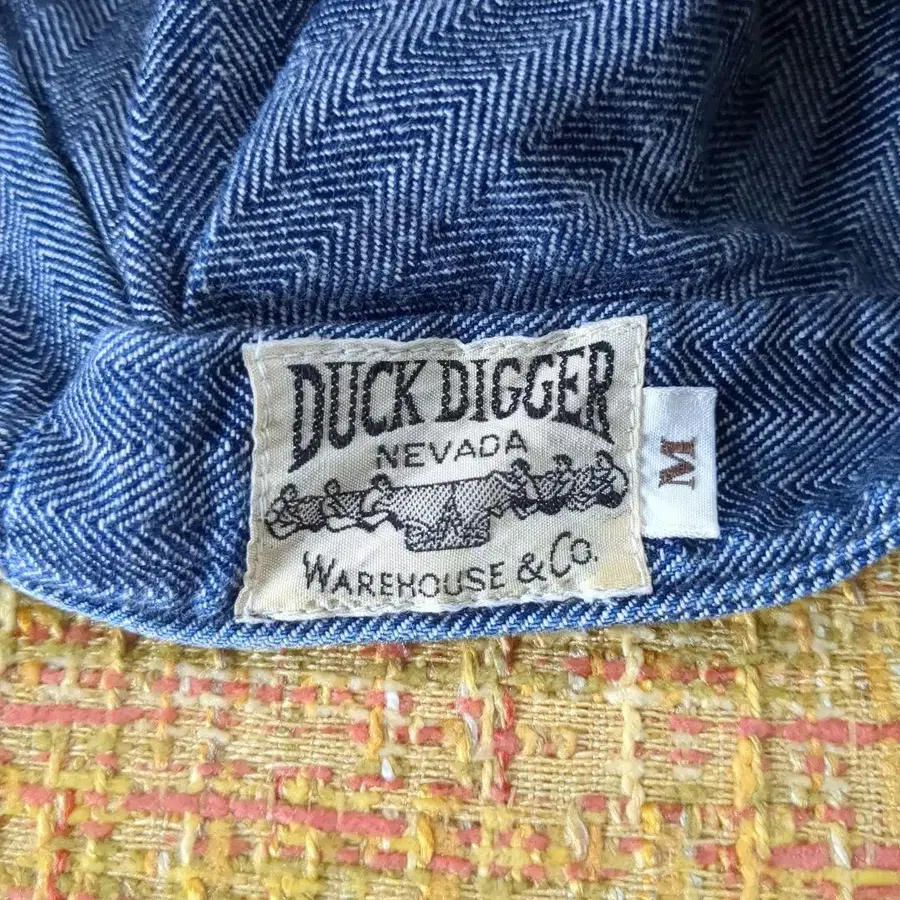 DUCK DIGGER
NEVADA
WAREHOUSE & CO.
M